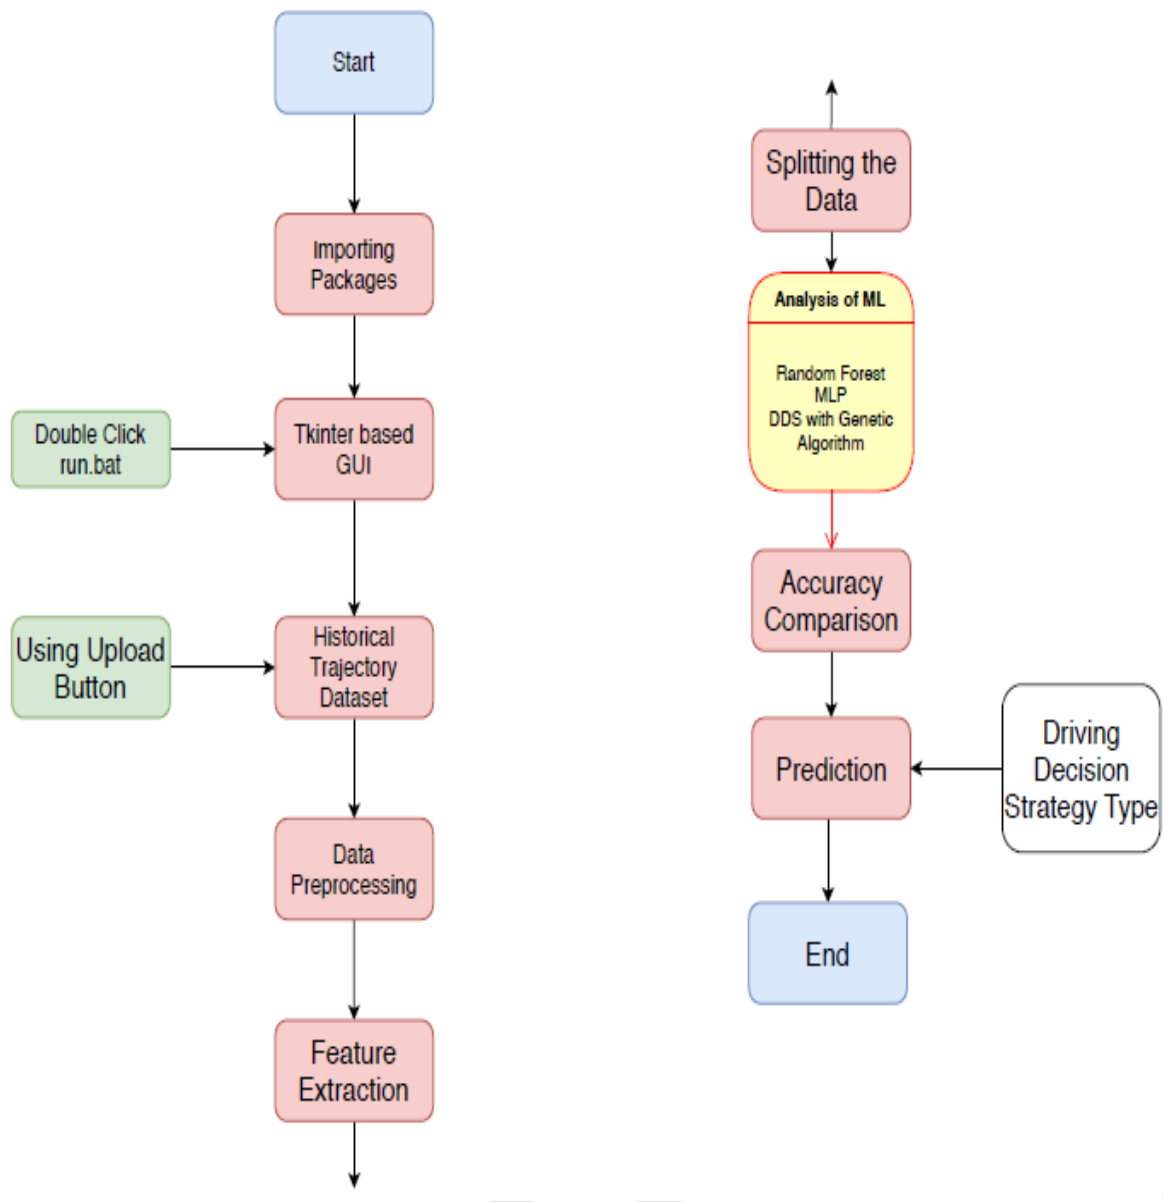 Start
Importing
Packages
Double Click
run.bat
Tkinter based
GUI
Using Upload
Button
Historical
Trajectory
Dataset
Data
Preprocessing
Feature
Extraction
Splitting the
Data
Analysis of ML
Random Forest
MLP
DDS with Genetic
Algorithm
Accuracy
Comparison
Prediction
Driving
Decision
Strategy Type
End